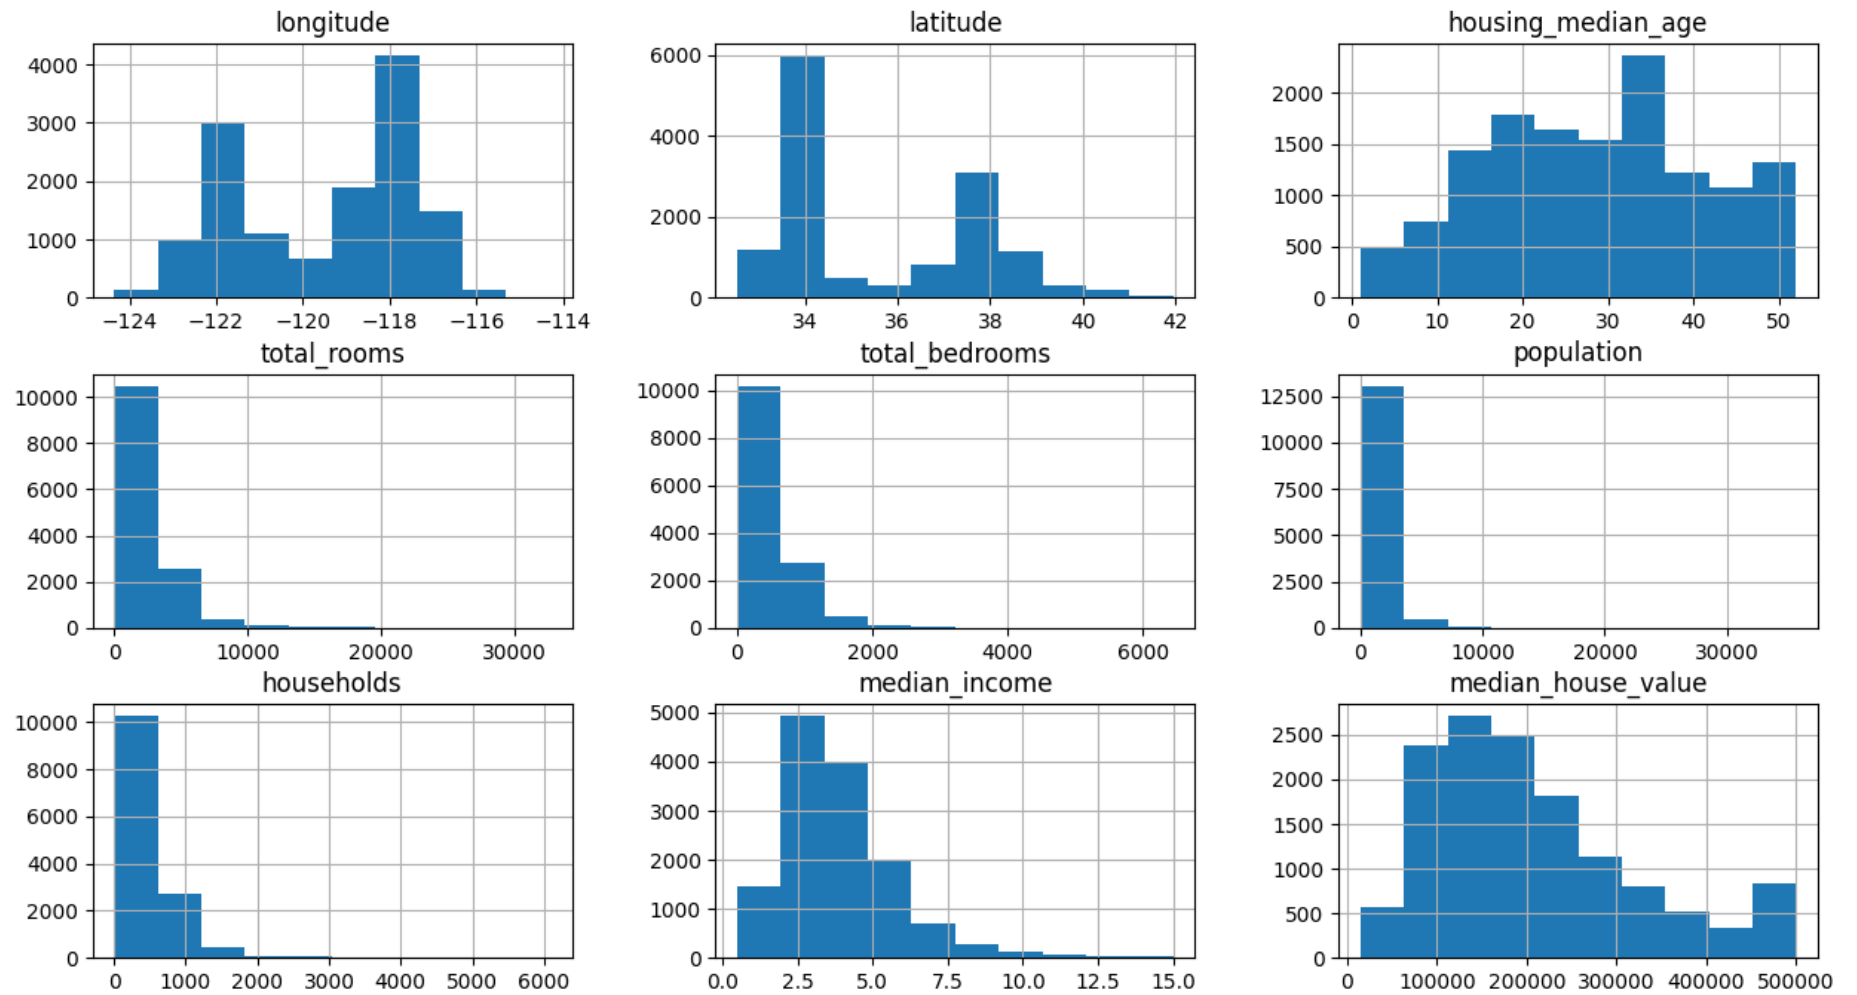 longitude latitude housing_median_age
4000 6000 2000
3000 4000 1500
2000 2000 1000
1000 500
0 0 0
−124 −122 −120 −118 −116 −114 34 36 38 40 42 0 10 20 30 40 50
total_rooms total_bedrooms population
10000 10000 12500
8000 8000 10000
6000 6000 7500
4000 4000 5000
2000 2000 2500
0 0 0
0 10000 20000 30000 0 2000 4000 6000 0 10000 20000 30000
households median_income median_house_value
10000 5000 2500
8000 4000 2000
6000 3000 1500
4000 2000 1000
2000 1000 500
0 0 0
0 1000 2000 3000 4000 5000 6000 0.0 2.5 5.0 7.5 10.0 12.5 15.0 0 100000 200000 300000 400000 500000